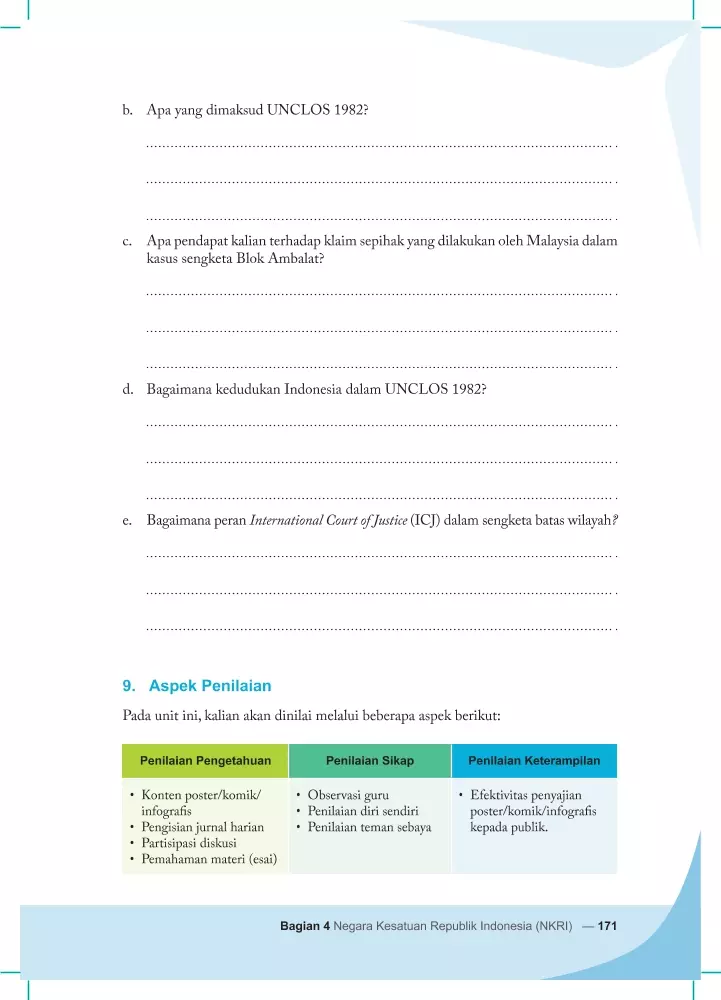 b. Apa yang dimaksud UNCLOS 1982?
.................................................................................................................. .
.................................................................................................................. .
.................................................................................................................. .
c. Apa pendapat kalian terhadap klaim sepihak yang dilakukan oleh Malaysia dalam
kasus sengketa Blok Ambalat?
.................................................................................................................. .
.................................................................................................................. .
.................................................................................................................. .
d. Bagaimana kedudukan Indonesia dalam UNCLOS 1982?
.................................................................................................................. .
.................................................................................................................. .
.................................................................................................................. .
e. Bagaimana peran International Court of Justice (ICJ) dalam sengketa batas wilayah?
.................................................................................................................. .
.................................................................................................................. .
.................................................................................................................. .
9. Aspek Penilaian
Pada unit ini, kalian akan dinilai melalui beberapa aspek berikut:
Penilaian Pengetahuan
• Konten poster/komik/
infografis
• Pengisian jurnal harian
• Partisipasi diskusi
• Pemahaman materi (esai)
Penilaian Sikap
• Observasi guru
• Penilaian diri sendiri
• Penilaian teman sebaya
Penilaian Keterampilan
• Efektivitas penyajian
poster/komik/infografis
kepada publik.
Bagian 4 Negara Kesatuan Republik Indonesia (NKRI) — 171